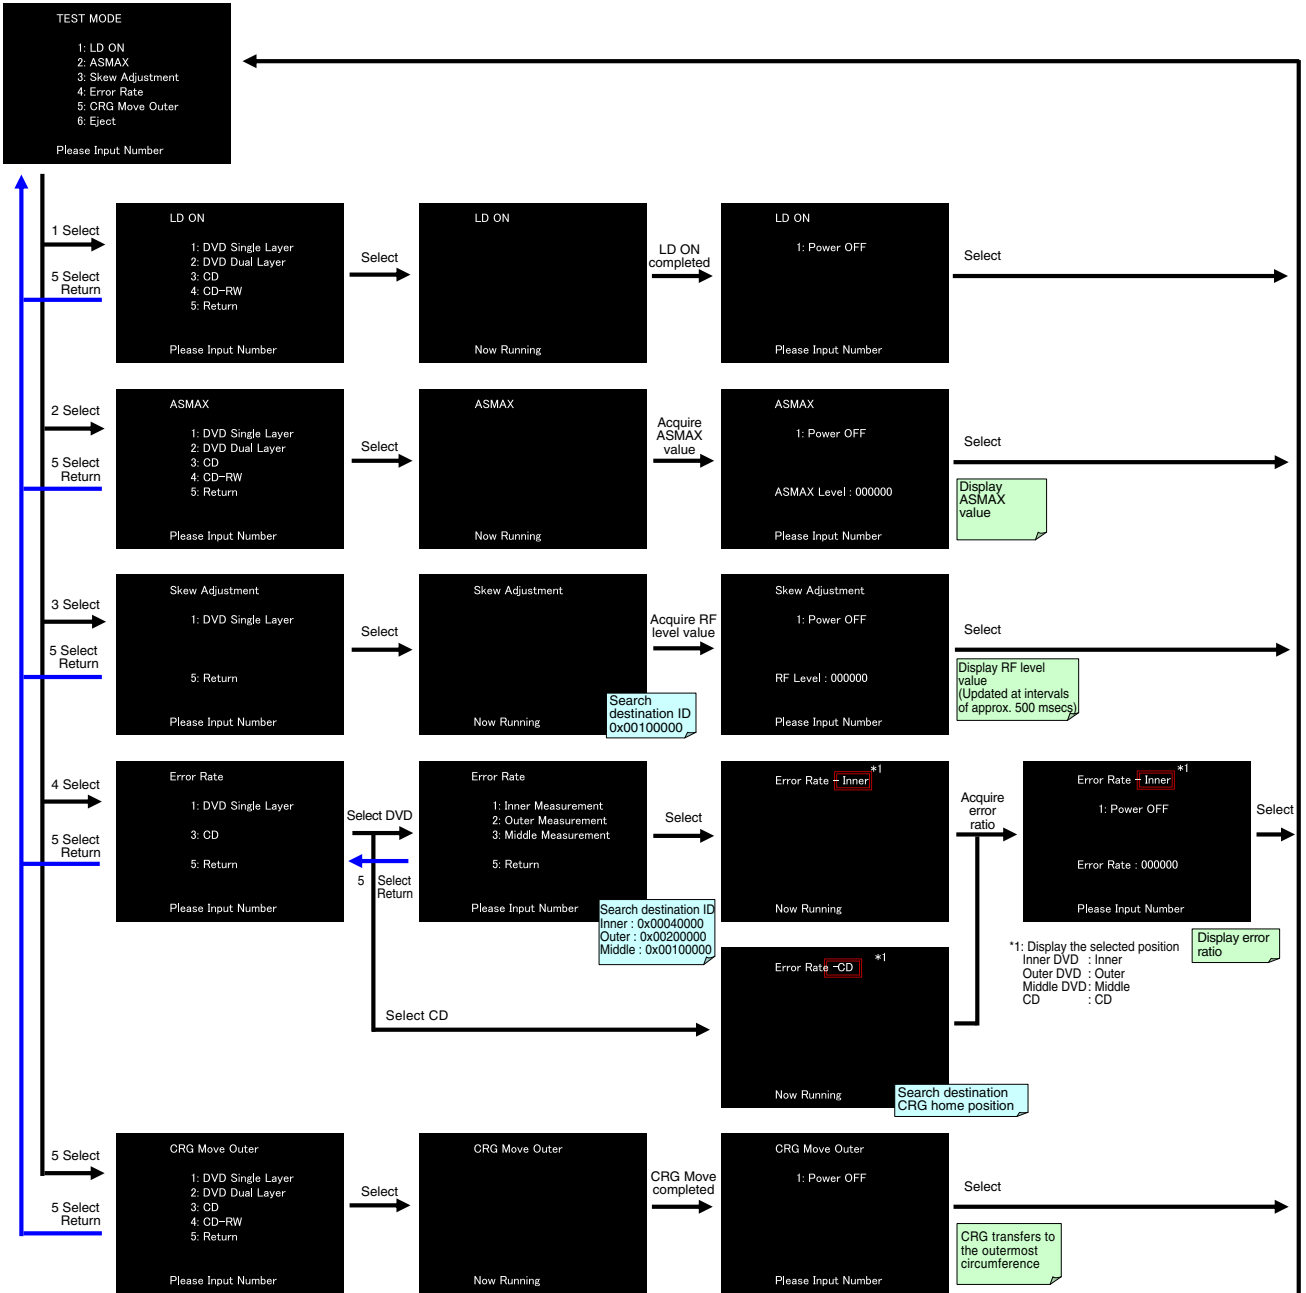 TEST MODE
1: LD ON
2: ASMAX
3: Skew Adjustment
4: Error Rate
5: CRG Move Outer
6: Eject
Please Input Number
1 Select
5 Select
Return
LD ON
1: DVD Single Layer
2: DVD Dual Layer
3: CD
4: CD-RW
5: Return
Please Input Number
Select
LD ON
Now Running
LD ON
completed
LD ON
1: Power OFF
Please Input Number
Select
2 Select
5 Select
Return
ASMAX
1: DVD Single Layer
2: DVD Dual Layer
3: CD
4: CD-RW
5: Return
Please Input Number
Select
ASMAX
Now Running
Acquire
ASMAX
value
ASMAX
1: Power OFF
ASMAX Level : 000000
Please Input Number
Select
Display
ASMAX
value
3 Select
5 Select
Return
Skew Adjustment
1: DVD Single Layer
5: Return
Please Input Number
Select
Skew Adjustment
Now Running
Search
destination ID
0x00100000
Acquire RF
level value
Skew Adjustment
1: Power OFF
RF Level : 000000
Please Input Number
Select
Display RF level
value
(Updated at intervals
of approx. 500 msecs)
4 Select
5 Select
Return
Error Rate
1: DVD Single Layer
3: CD
5: Return
Please Input Number
Select DVD
5 Select
Return
Error Rate
1: Inner Measurement
2: Outer Measurement
3: Middle Measurement
5: Return
Please Input Number
Search destination ID
Inner : 0x00040000
Outer : 0x00200000
Middle : 0x00100000
Select
*1
Error Rate - Inner
Now Running
Acquire
error
ratio
*1
Error Rate - Inner
1: Power OFF
Error Rate : 000000
Please Input Number
Select
Display error
ratio
*1: Display the selected position
Inner DVD : Inner
Outer DVD : Outer
Middle DVD : Middle
CD : CD
Select CD
*1
Error Rate -CD
Now Running
Search destination
CRG home position
5 Select
5 Select
Return
CRG Move Outer
1: DVD Single Layer
2: DVD Dual Layer
3: CD
4: CD-RW
5: Return
Please Input Number
Select
CRG Move Outer
Now Running
CRG Move
completed
CRG Move Outer
1: Power OFF
Please Input Number
Select
CRG transfers to
the outermost
circumference